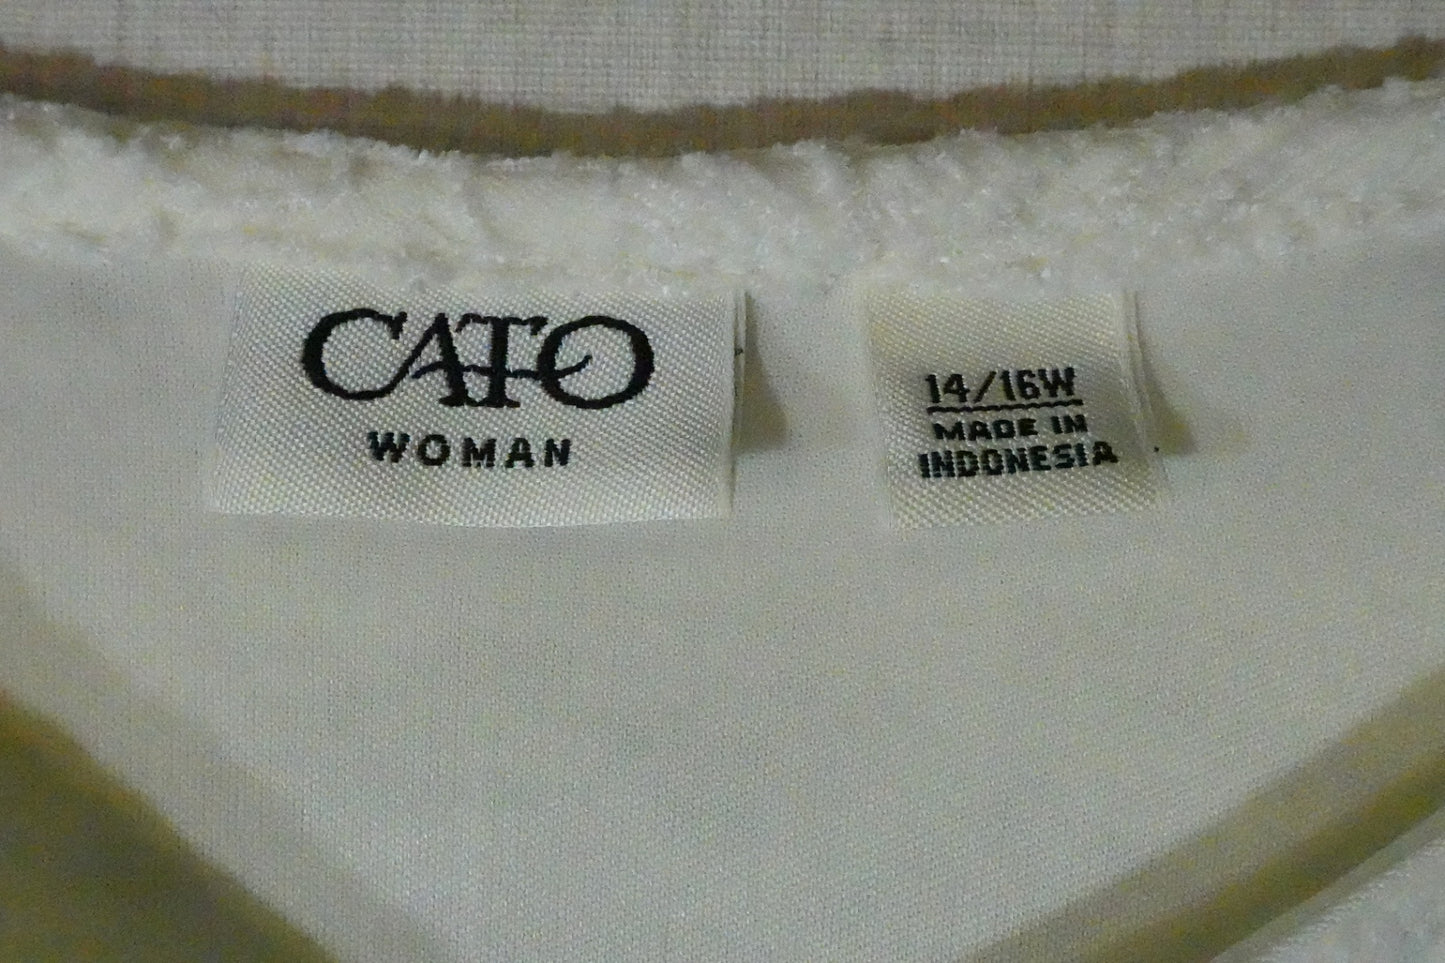 CATO
WOMAN
14/16W
MADE IN
INDONESIA